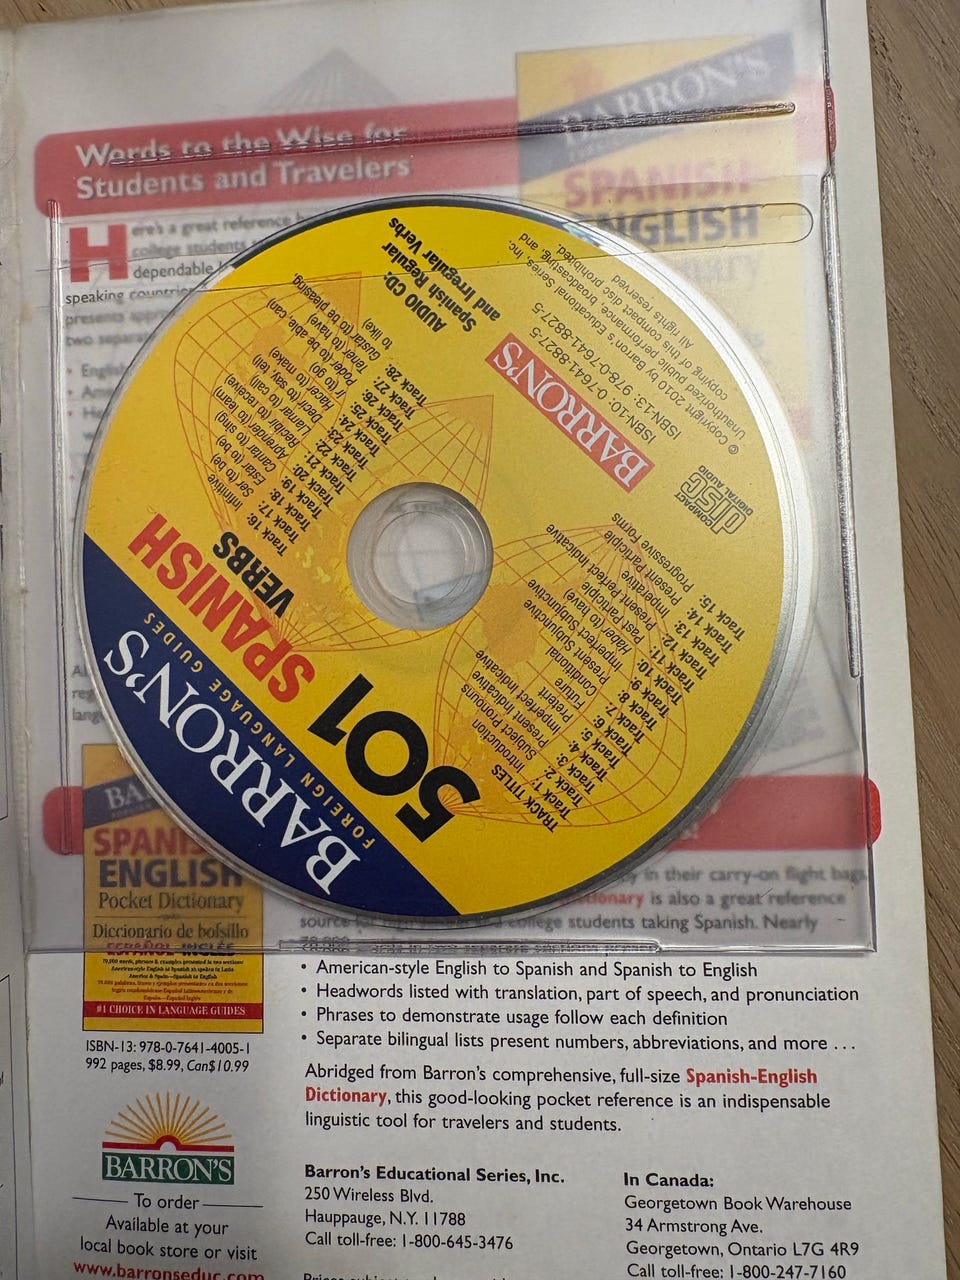 Words to the Wise for
Students and Travelers
BARRON'S
SPANISH-
ENGLISH
Here's a great reference
college students
dependable
speaking countries
presents
two separate
• English
• 
• 
BARRON'S
FOREIGN LANGUAGE GUIDES
501
SPANISH
VERBS
TRACK TITLES
Track 1: Introduction
Track 2: Subject Pronouns
Track 3: Present Indicative
Track 4: Imperfect Indicative
Track 5: Preterit
Track 6: Future
Track 7: Conditional
Track 8: Present Subjunctive
Track 9: Imperfect Subjunctive
Track 10: Haber (to have)
Track 11: Past Participle
Track 12: Present Perfect Indicative
Track 13: Imperative
Track 14: Present Participle
Track 15: Progressive Forms
Track 16: Infinitive
Track 17: Ser (to be)
Track 18: Estar (to be)
Track 19: Cantar (to sing)
Track 20: Aprender (to learn)
Track 21: Recibir (to receive)
Track 22: Llamar (to call)
Track 23: Decir (to say, tell)
Track 24: Hacer (to make)
Track 25: Ir (to go)
Track 26: Poder (to be able, can)
Track 27: Tener (to have)
Track 28: Gustar (to be pleasing,
to like)
AUDIO CD:
Spanish Regular
and Irregular Verbs
BARRON'S
ISBN-10: 0-7641-8827-5
ISBN-13: 978-0-7641-8827-5
© Copyright 2010 by Barron's Educational Series, Inc.
Unauthorized public performance, broadcasting, and
copying of this compact disc prohibited.
All rights reserved
COMPACT
disc
DIGITAL AUDIO
in their carry-on flight bags.
is also a great reference
source college students taking Spanish. Nearly
• American-style English to Spanish and Spanish to English
• Headwords listed with translation, part of speech, and pronunciation
• Phrases to demonstrate usage follow each definition
• Separate bilingual lists present numbers, abbreviations, and more . . .
Abridged from Barron's comprehensive, full-size Spanish-English
Dictionary, this good-looking pocket reference is an indispensable
linguistic tool for travelers and students.
SPANISH
ENGLISH
Pocket Dictionary
Diccionario de bolsillo
ESPAÑOL-INGLÉS
#1 CHOICE IN LANGUAGE GUIDES
ISBN-13: 978-0-7641-4005-1
992 pages, $8.99, Can$10.99
BARRON'S
To order
Available at your
local book store or visit
www.barronseduc.com
Barron's Educational Series, Inc.
250 Wireless Blvd.
Hauppauge, N.Y. 11788
Call toll-free: 1-800-645-3476
In Canada:
Georgetown Book Warehouse
34 Armstrong Ave.
Georgetown, Ontario L7G 4R9
Call toll-free: 1-800-247-7160